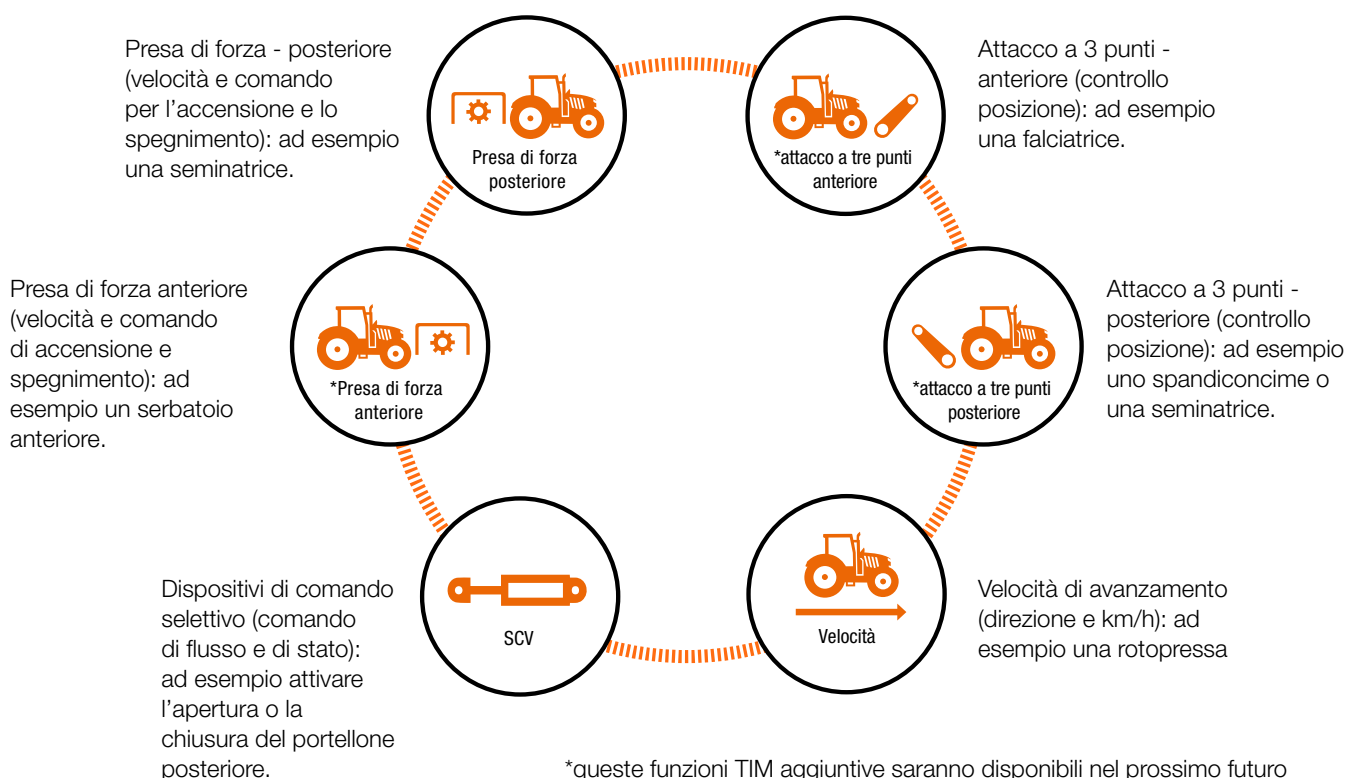 Presa di forza - posteriore
(velocità e comando
per l'accensione e lo
spegnimento): ad esempio
una seminatrice.
Presa di forza
posteriore
*attacco a tre punti
anteriore
Attacco a 3 punti -
anteriore (controllo
posizione): ad esempio
una falciatrice.
Presa di forza anteriore
(velocità e comando
di accensione e
spegnimento): ad
esempio un serbatoio
anteriore.
*Presa di forza
anteriore
*attacco a tre punti
posteriore
Attacco a 3 punti -
posteriore (controllo
posizione): ad esempio
uno spandiconcime o
una seminatrice.
Dispositivi di comando
selettivo (comando
di flusso e di stato):
ad esempio attivare
l'apertura o la
chiusura del portellone
posteriore.
SCV
Velocità
Velocità di avanzamento
(direzione e km/h): ad
esempio una rotopressa
*queste funzioni TIM aggiuntive saranno disponibili nel prossimo futuro